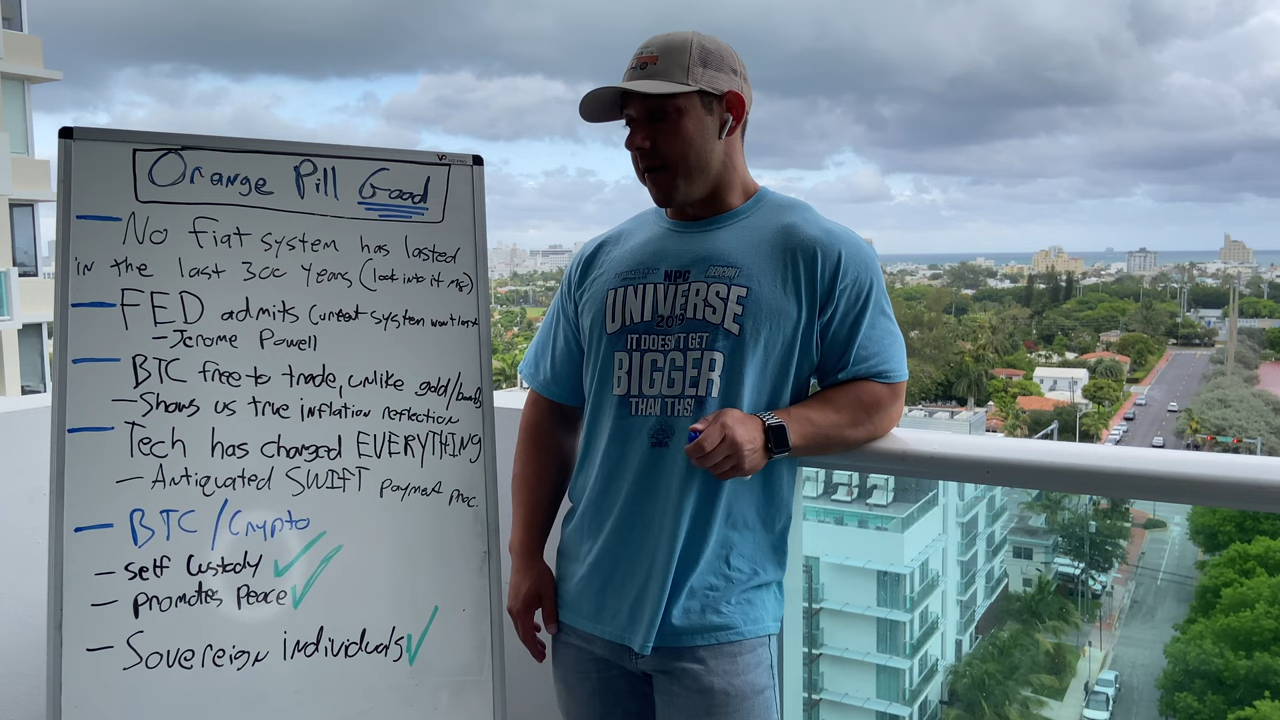 Orange Pill Good
— No fiat system has lasted
in the last 300 years (look into it ms)
— FED admits current system won't last
- Jerome Powell
— BTC free to trade, unlike gold/bonds
- Shows us true inflation reflection
— Tech has changed EVERYTHING
- Antiquated SWIFT payment proc.
— BTC/Crypto
- self custody ✓
- promotes Peace ✓
- Sovereign individuals ✓
NPC
REDCON1
UNIVERSE
2019
IT DOESN'T GET
BIGGER
THAN THIS!